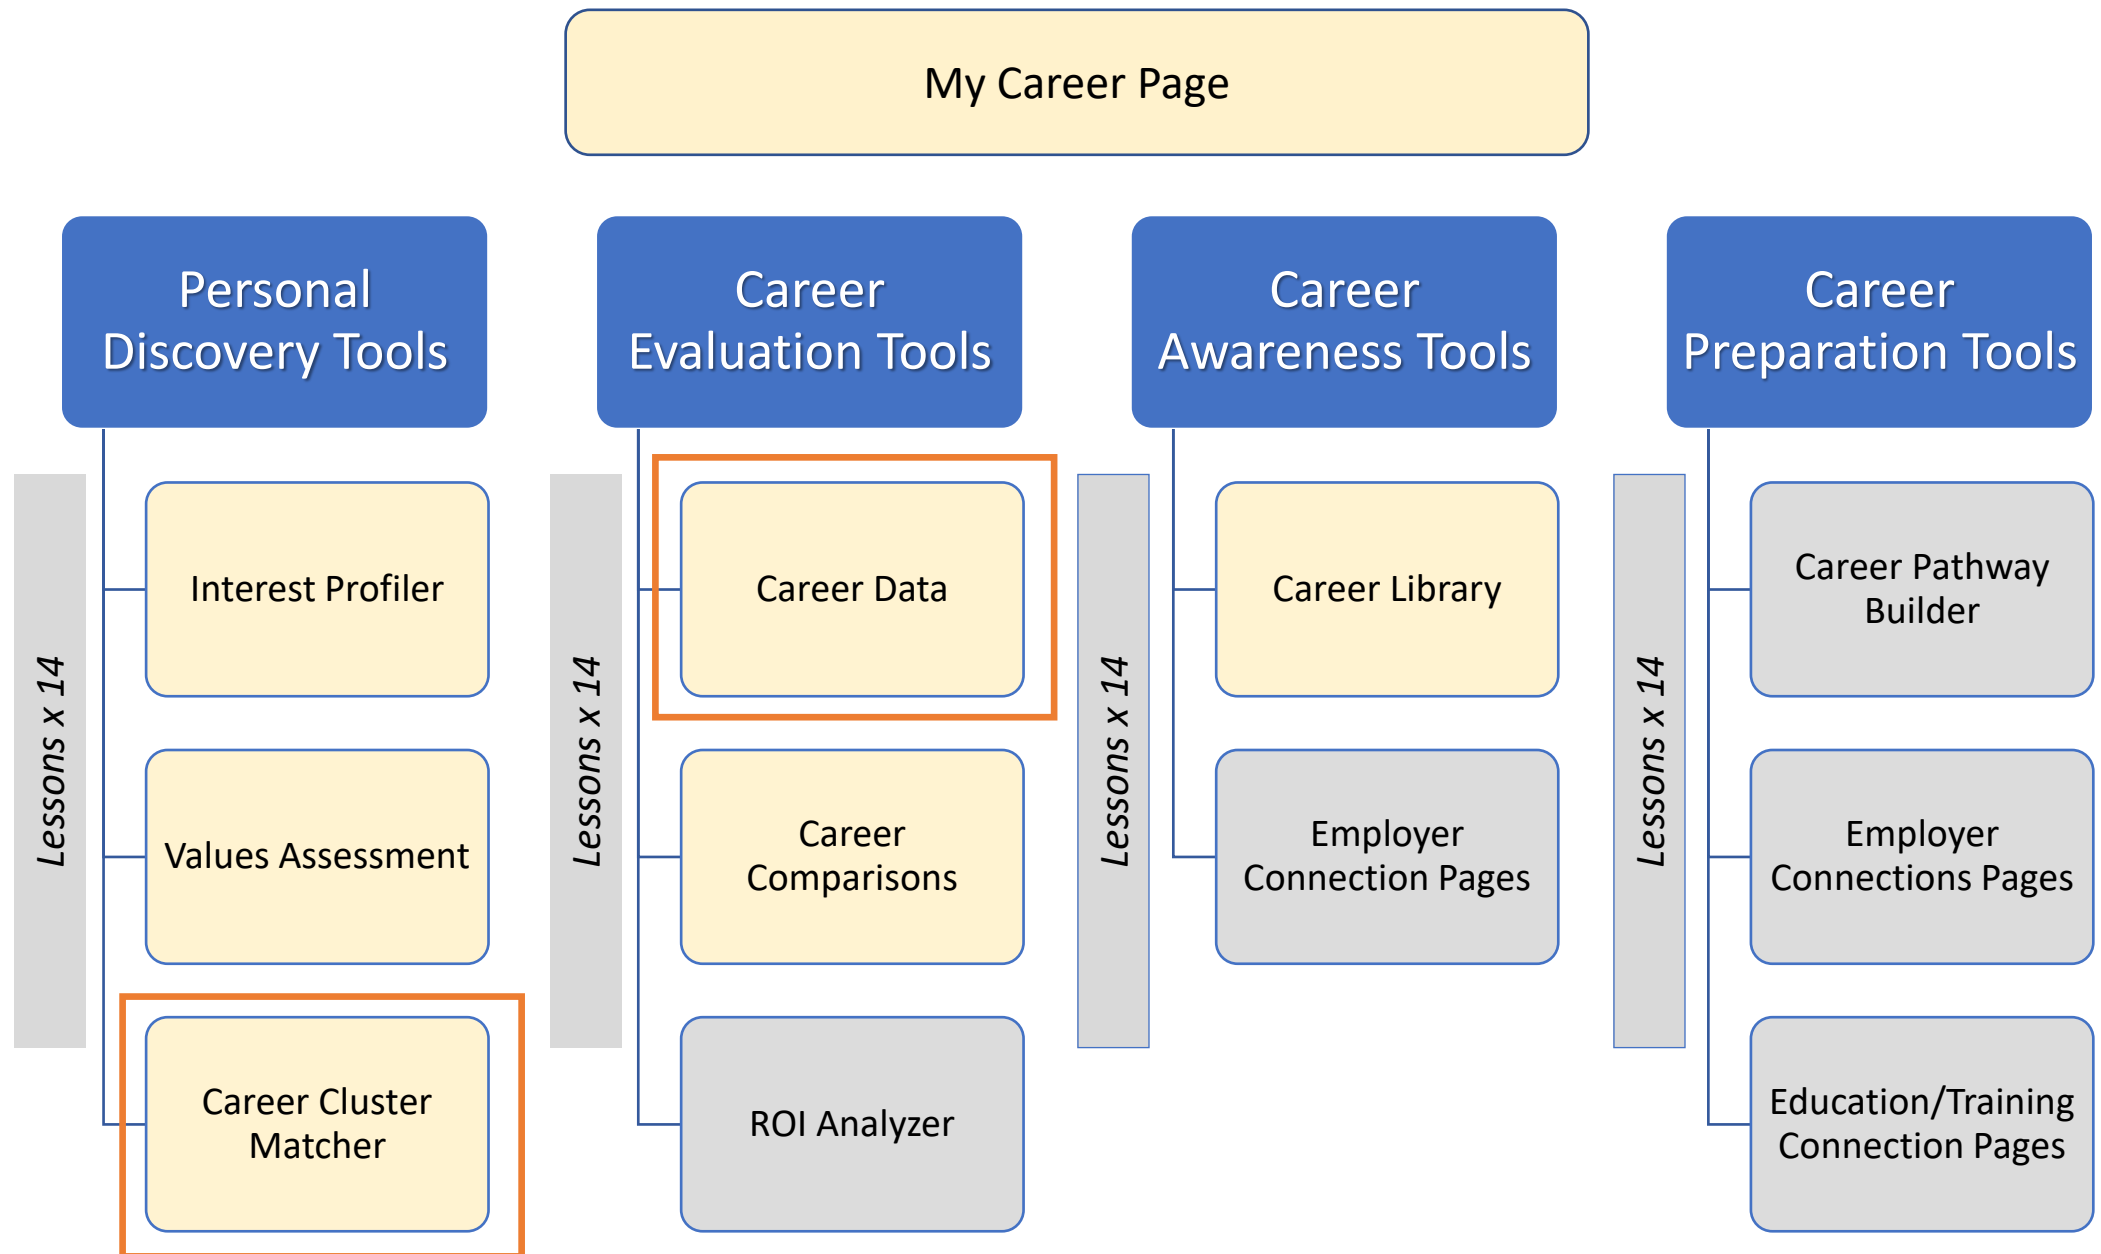 My Career Page
Personal
Discovery Tools
Lessons x 14
Interest Profiler
Values Assessment
Career Cluster
Matcher
Career
Evaluation Tools
Lessons x 14
Career Data
Career
Comparisons
ROI Analyzer
Career
Awareness Tools
Lessons x 14
Career Library
Employer
Connection Pages
Career
Preparation Tools
Lessons x 14
Career Pathway
Builder
Employer
Connections Pages
Education/Training
Connection Pages